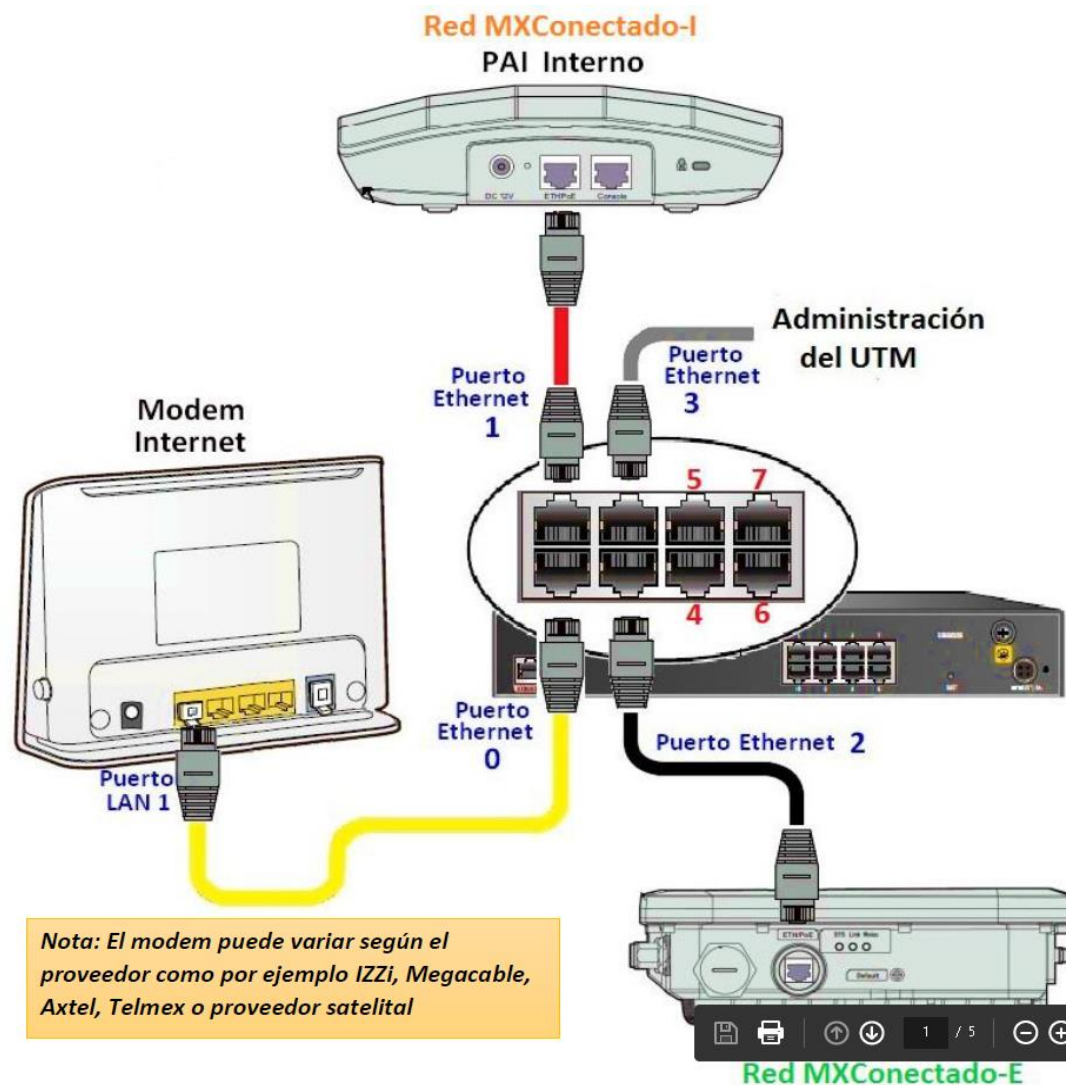 Red MXConectado-I
PAI Interno
DC 12V
ETH/PoE
Console
Puerto
Ethernet
1
Puerto
Ethernet
3
Administración
del UTM
Modem
Internet
5 7
4 6
Puerto
Ethernet
0
Puerto Ethernet 2
Puerto
LAN 1
ETH/PoE
SYS Link
Default
Nota: El modem puede variar según el
proveedor como por ejemplo IZZi, Megacable,
Axtel, Telmex o proveedor satelital
1 / 5
Red MXConectado-E